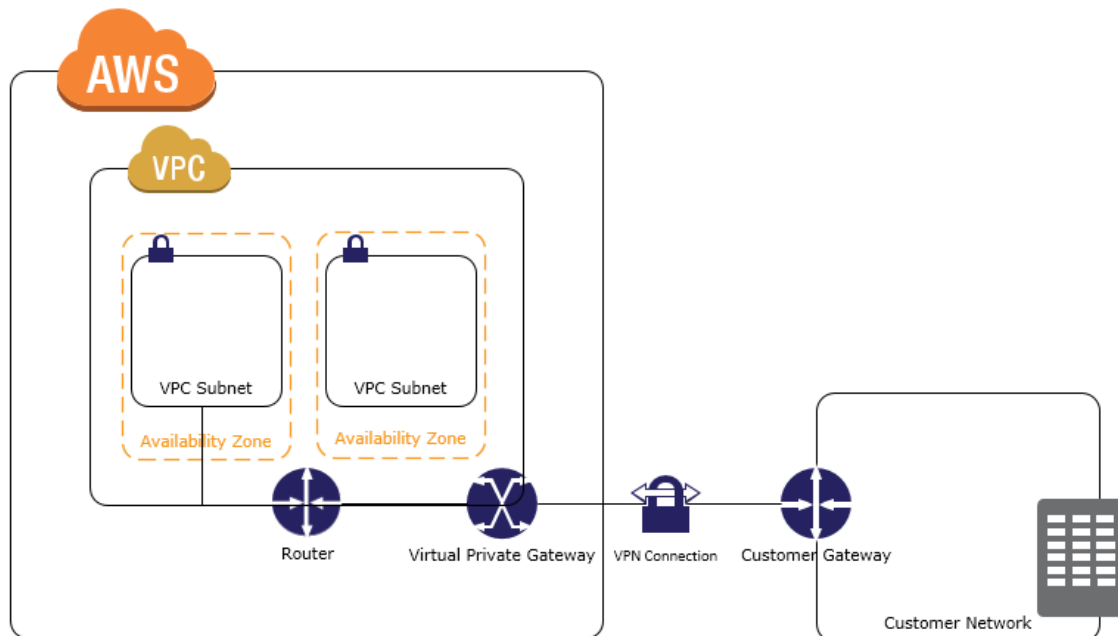 AWS
VPC
VPC Subnet
VPC Subnet
Availability Zone
Availability Zone
Router
Virtual Private Gateway
VPN Connection
Customer Gateway
Customer Network